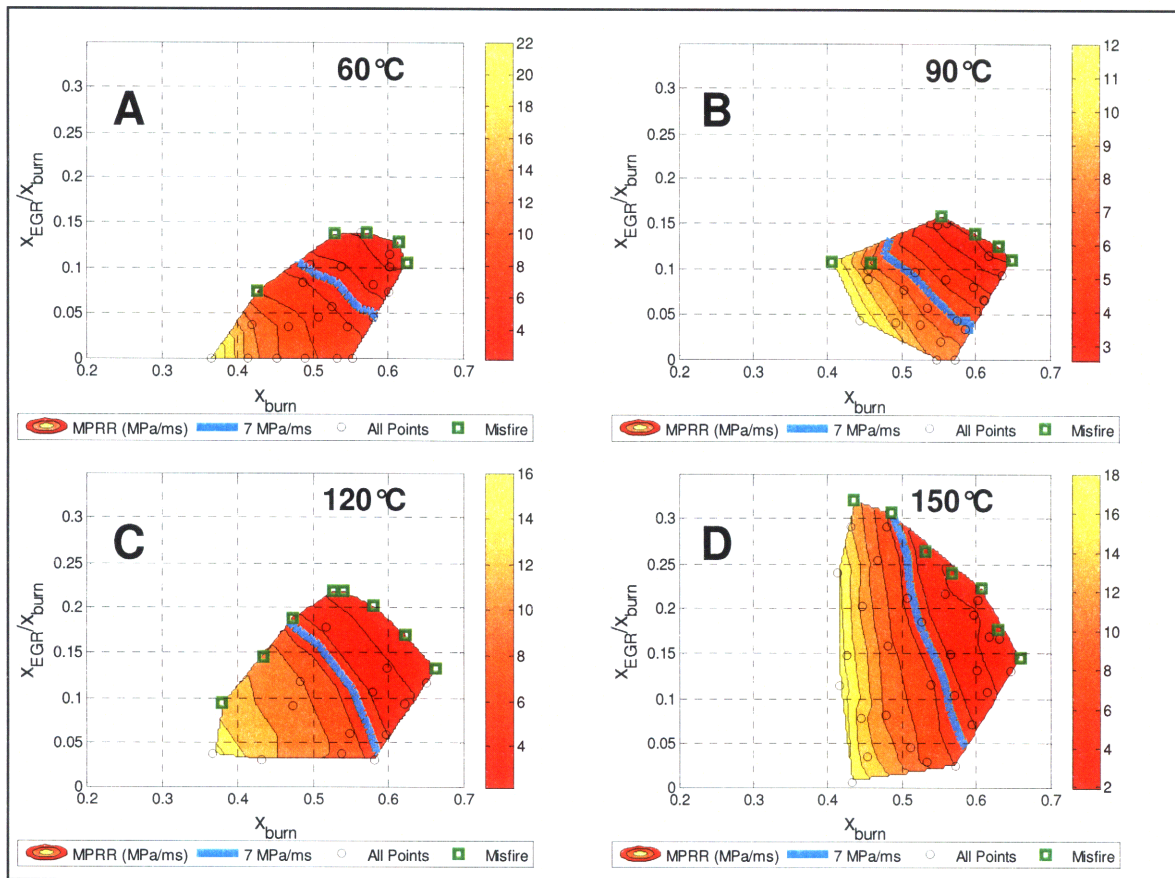 A
60°C
x_EGR/x_burn
0.3
0.25
0.2
0.15
0.1
0.05
0
0.2 0.3 0.4 0.5 0.6 0.7
x_burn
22
20
18
16
14
12
10
8
6
4
MPRR (MPa/ms) 7 MPa/ms All Points Misfire
B
90°C
x_EGR/x_burn
0.3
0.25
0.2
0.15
0.1
0.05
0
0.2 0.3 0.4 0.5 0.6 0.7
x_burn
12
11
10
9
8
7
6
5
4
3
MPRR (MPa/ms) 7 MPa/ms All Points Misfire
C
120°C
x_EGR/x_burn
0.3
0.25
0.2
0.15
0.1
0.05
0
0.2 0.3 0.4 0.5 0.6 0.7
x_burn
16
14
12
10
8
6
4
MPRR (MPa/ms) 7 MPa/ms All Points Misfire
D
150°C
x_EGR/x_burn
0.3
0.25
0.2
0.15
0.1
0.05
0
0.2 0.3 0.4 0.5 0.6 0.7
x_burn
18
16
14
12
10
8
6
4
2
MPRR (MPa/ms) 7 MPa/ms All Points Misfire